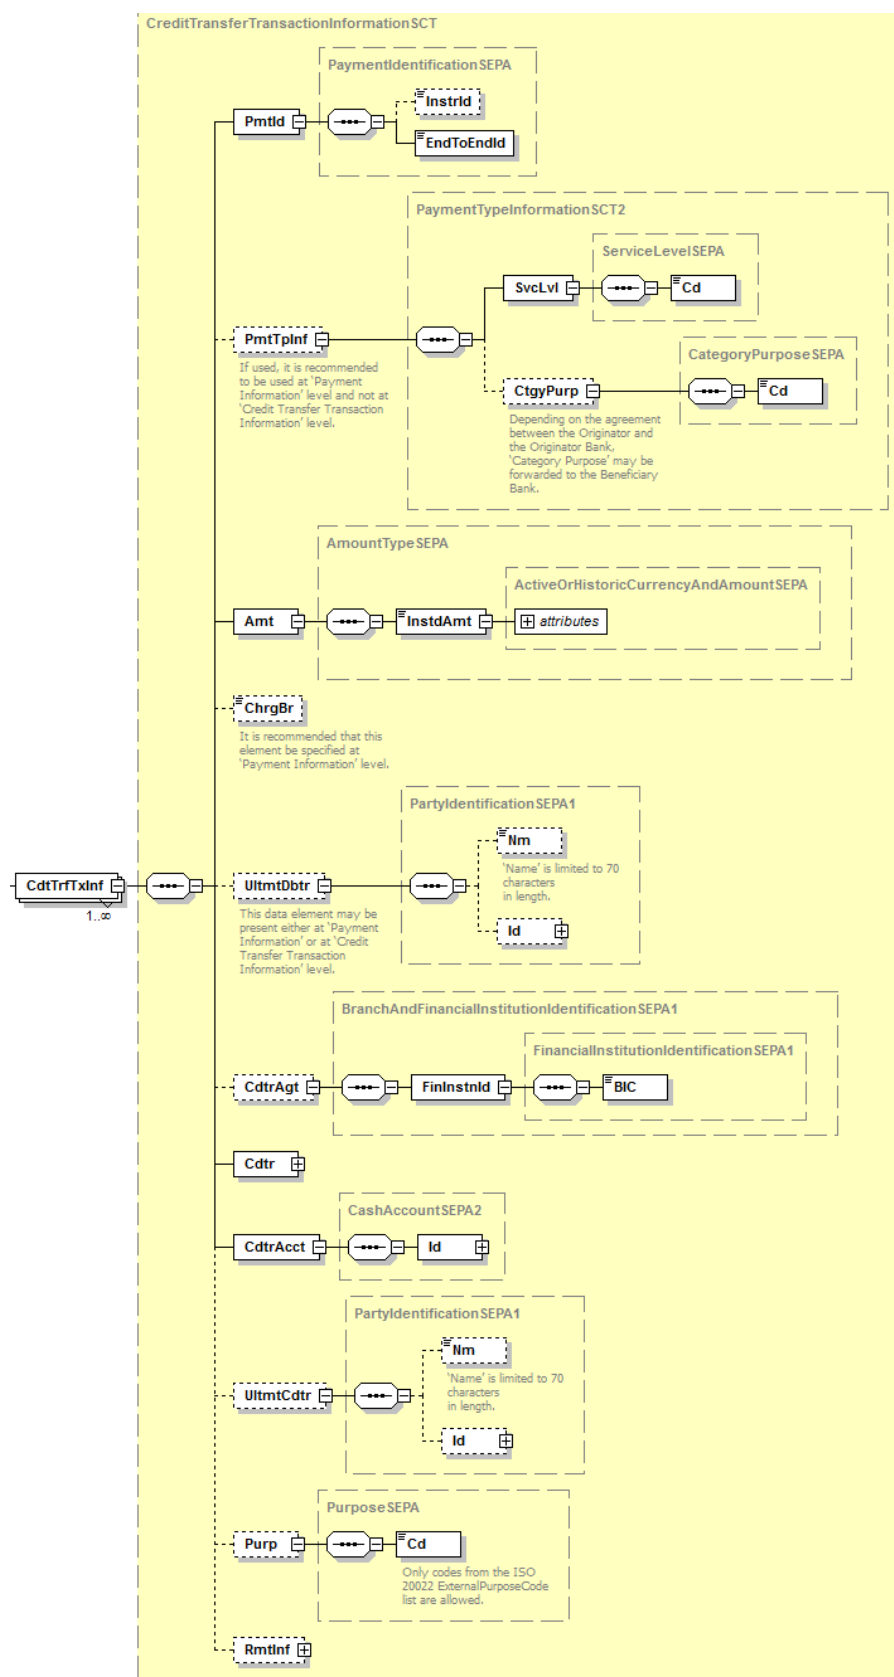 CreditTransferTransactionInformationSCT
PaymentIdentificationSEPA
InstrId
PmtId
EndToEndId
PaymentTypeInformationSCT2
ServiceLevelSEPA
SvcLvl
Cd
PmtTpInf
If used, it is recommended
to be used at ‘Payment
Information’ level and not at
‘Credit Transfer Transaction
Information’ level.
CategoryPurposeSEPA
CtgyPurp
Cd
Depending on the agreement
between the Originator and
the Originator Bank,
‘Category Purpose’ may be
forwarded to the Beneficiary
Bank.
AmountTypeSEPA
ActiveOrHistoricCurrencyAndAmountSEPA
Amt
InstdAmt
attributes
ChrgBr
It is recommended that this
element be specified at
‘Payment Information’ level.
PartyIdentificationSEPA1
Nm
‘Name’ is limited to 70
characters
in length.
CdtTrfTxInf
1..∞
UltmtDbtr
This data element may be
present either at ‘Payment
Information’ or at ‘Credit
Transfer Transaction
Information’ level.
Id
BranchAndFinancialInstitutionIdentificationSEPA1
FinancialInstitutionIdentificationSEPA1
CdtrAgt
FinInstnId
BIC
Cdtr
CashAccountSEPA2
CdtrAcct
Id
PartyIdentificationSEPA1
Nm
‘Name’ is limited to 70
characters
in length.
UltmtCdtr
Id
PurposeSEPA
Purp
Cd
Only codes from the ISO
20022 ExternalPurposeCode
list are allowed.
RmtInf